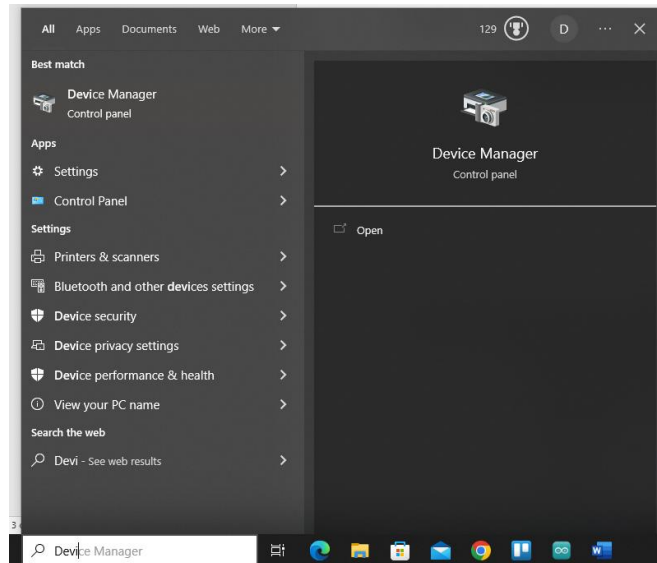 All Apps Documents Web More 129 D
Best match
Device Manager
Control panel
Apps
Settings
Control Panel
Settings
Printers & scanners
Bluetooth and other devices settings
Device security
Device privacy settings
Device performance & health
View your PC name
Search the web
Devi - See web results
Device Manager
Control panel
Open
3
Device Manager